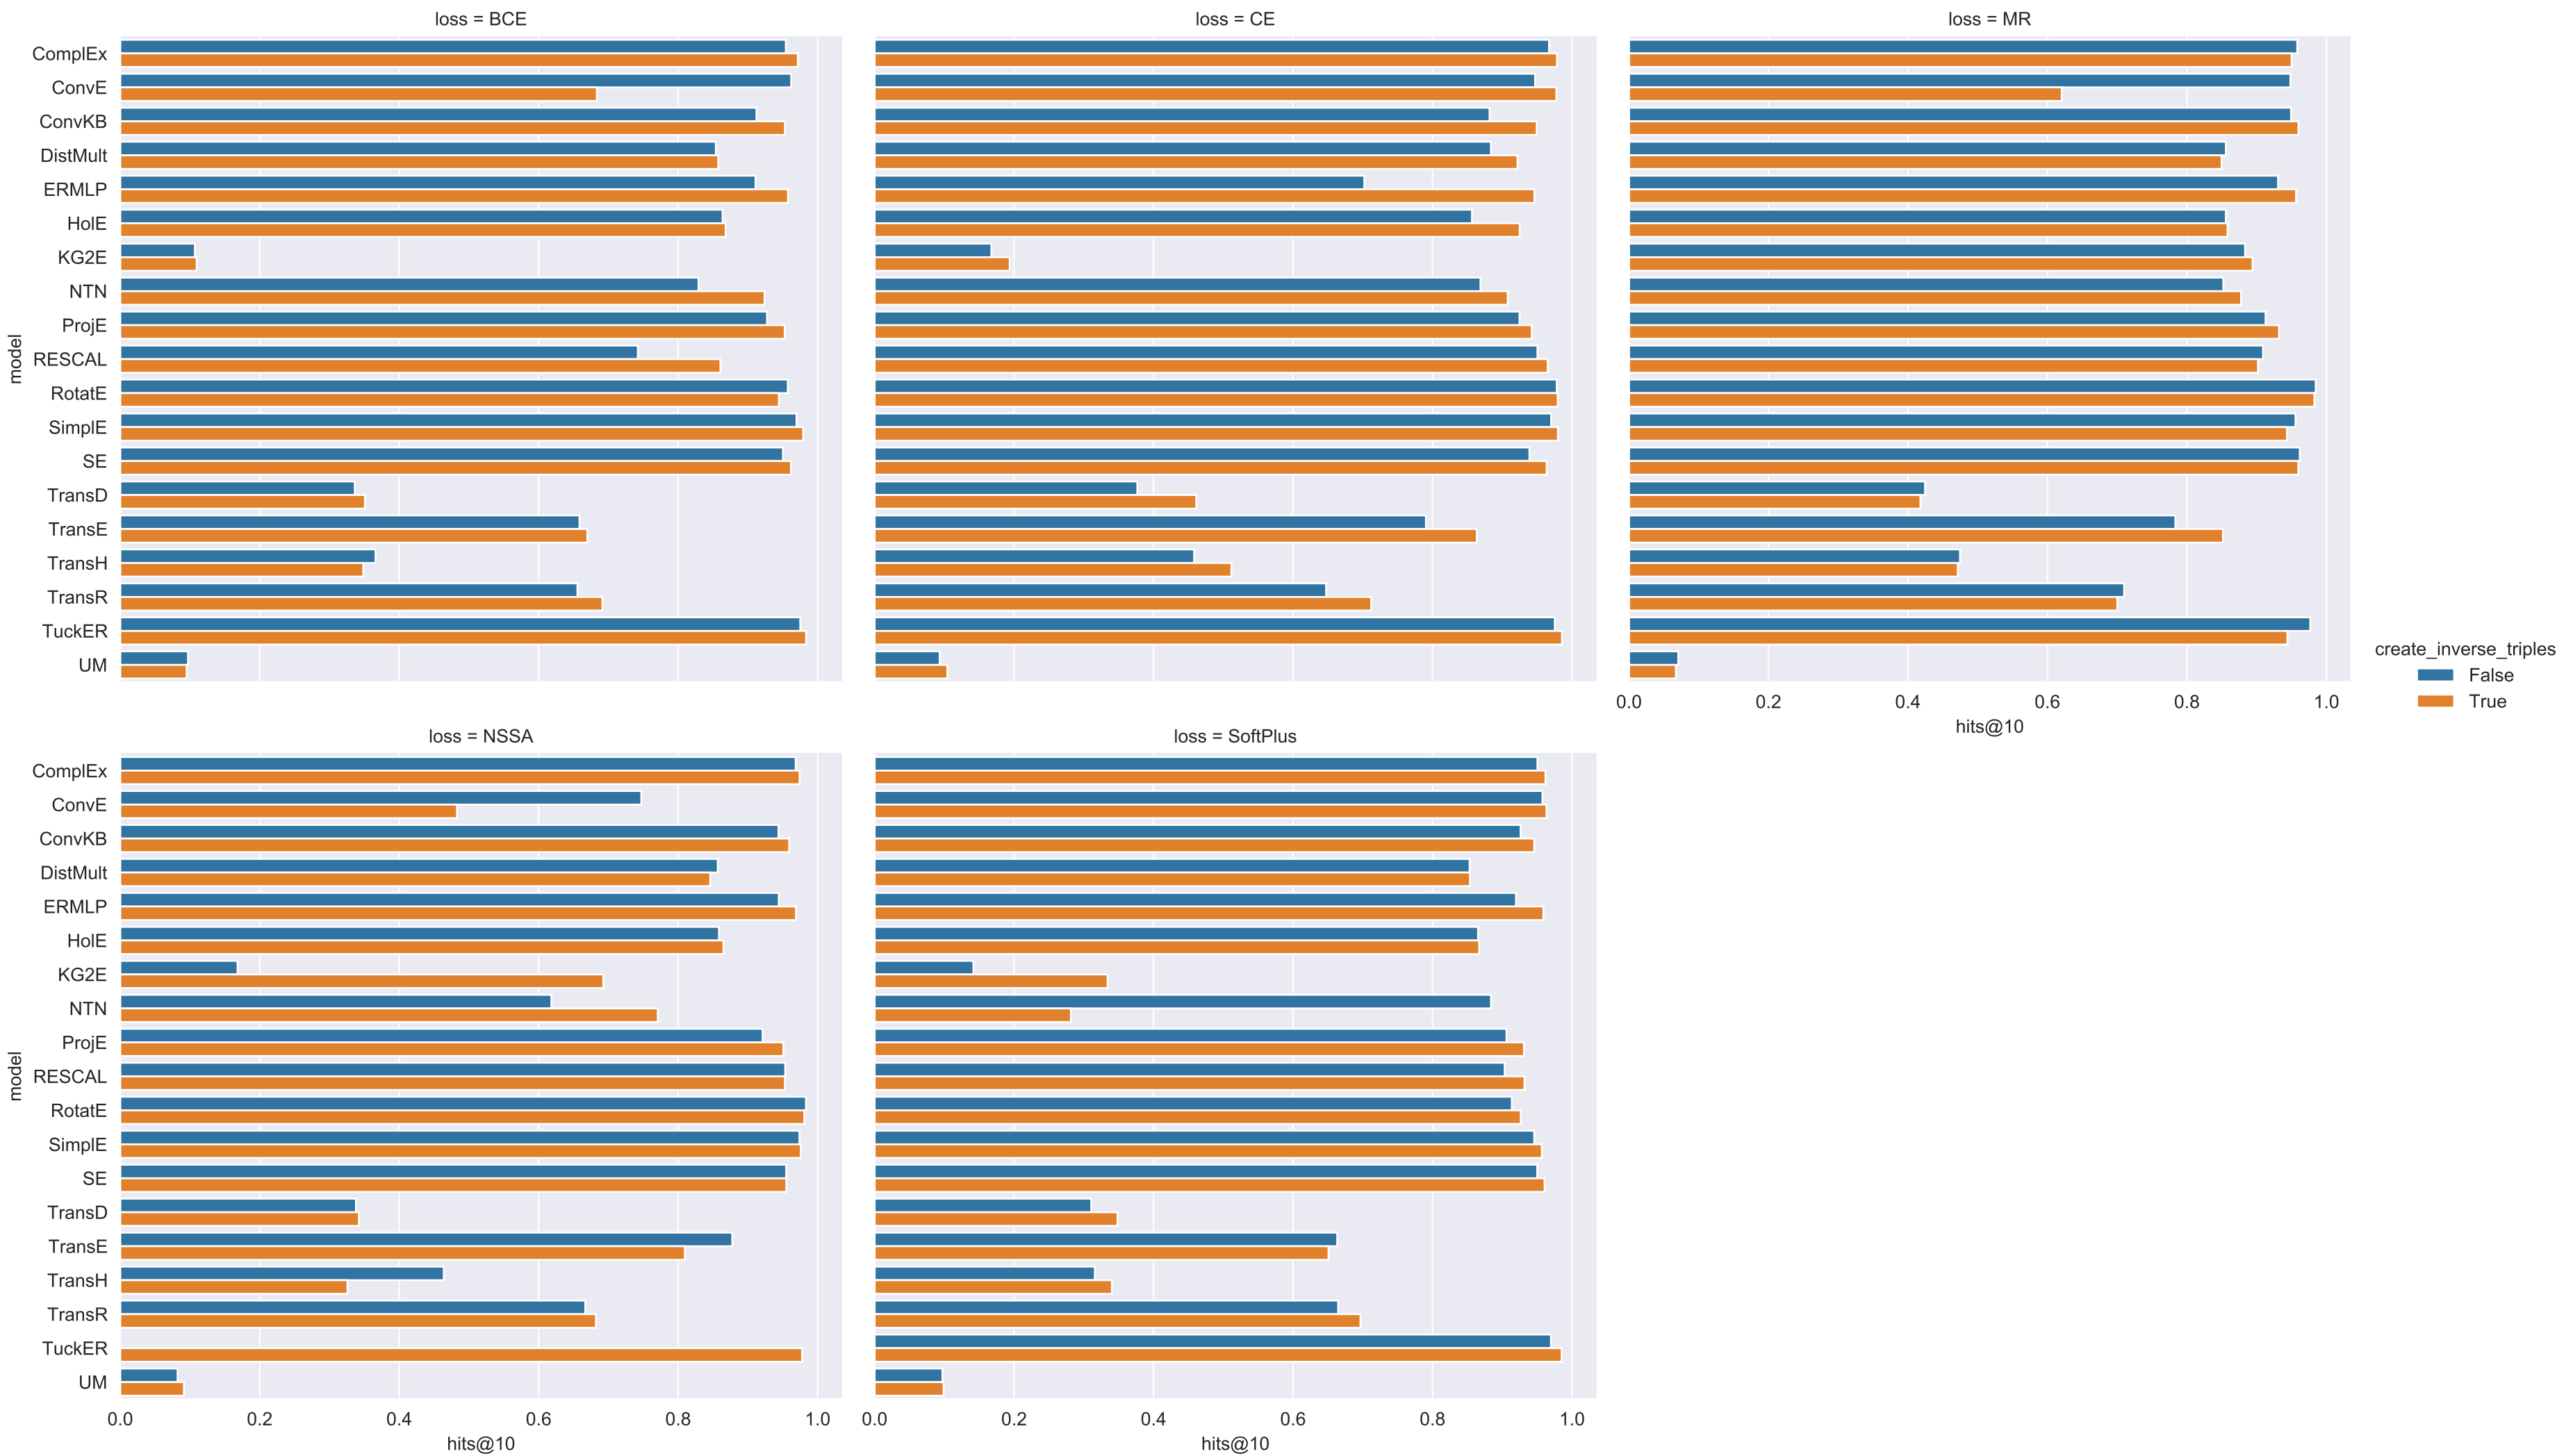 loss = BCE
loss = CE
loss = MR
ComplEx
ConvE
ConvKB
DistMult
ERMLP
HolE
KG2E
NTN
ProjE
RESCAL
RotatE
SimplE
SE
TransD
TransE
TransH
TransR
TuckER
UM
model
0.0 0.2 0.4 0.6 0.8 1.0
hits@10
create_inverse_triples
False
True
loss = NSSA
loss = SoftPlus
ComplEx
ConvE
ConvKB
DistMult
ERMLP
HolE
KG2E
NTN
ProjE
RESCAL
RotatE
SimplE
SE
TransD
TransE
TransH
TransR
TuckER
UM
model
0.0 0.2 0.4 0.6 0.8 1.0
hits@10
0.0 0.2 0.4 0.6 0.8 1.0
hits@10